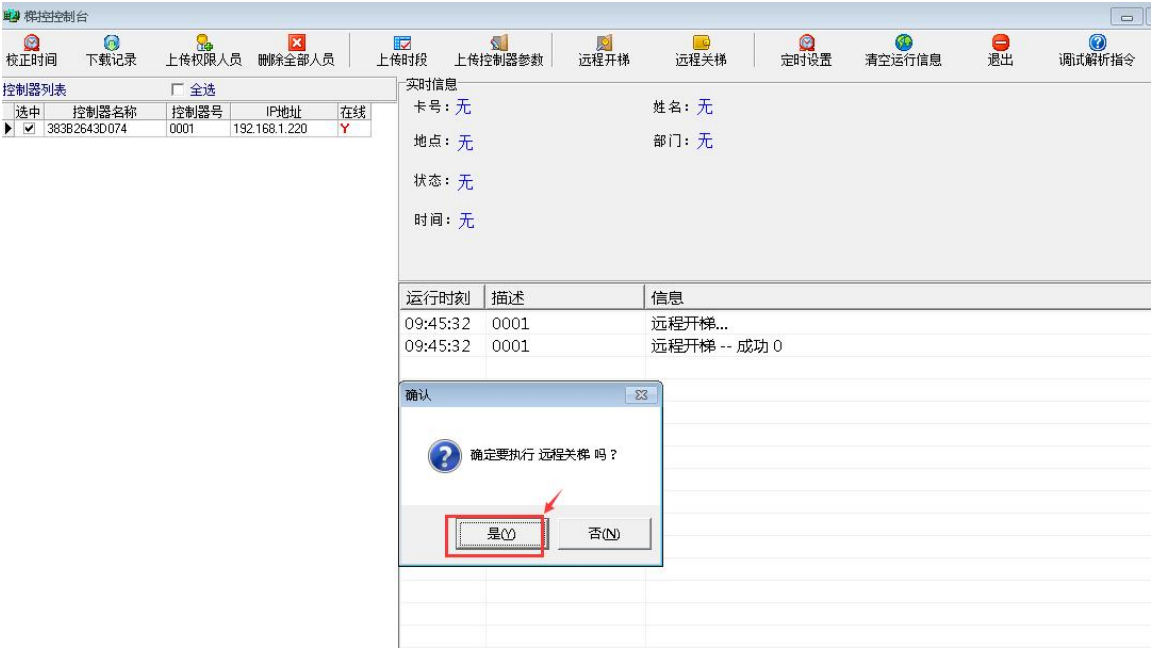 梯控控制台
校正时间 下载记录 上传权限人员 删除全部人员 上传时段 上传控制器参数 远程开梯 远程关梯 定时设置 清空运行信息 退出 调试解析指令
控制器列表 全选
选中 控制器名称 控制器号 IP地址 在线
383B2643D074 0001 192.168.1.220 Y
实时信息
卡号：无 姓名：无
地点：无 部门：无
状态：无
时间：无
运行时刻 描述 信息
09:45:32 0001 远程开梯...
09:45:32 0001 远程开梯 -- 成功 0
确认
确定要执行 远程关梯 吗？
是(Y) 否(N)